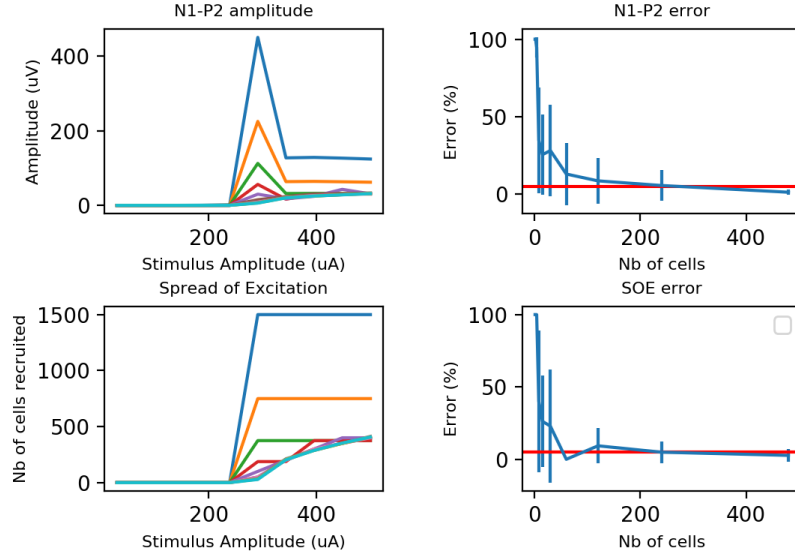 N1-P2 amplitude
400
200
0
Amplitude (uV)
200
400
Stimulus Amplitude (uA)
N1-P2 error
100
50
0
Error (%)
0
200
400
Nb of cells
Spread of Excitation
1500
1000
500
0
Nb of cells recruited
200
400
Stimulus Amplitude (uA)
SOE error
100
50
0
Error (%)
0
200
400
Nb of cells